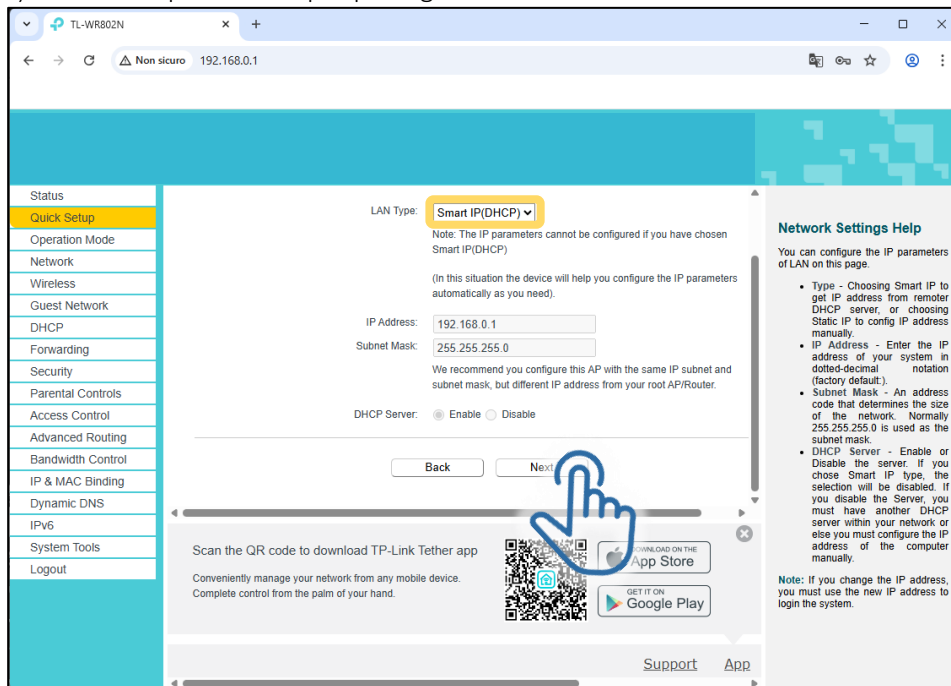 TL-WR802N
Non sicuro 192.168.0.1
Status
Quick Setup
Operation Mode
Network
Wireless
Guest Network
DHCP
Forwarding
Security
Parental Controls
Access Control
Advanced Routing
Bandwidth Control
IP & MAC Binding
Dynamic DNS
IPv6
System Tools
Logout
LAN Type: Smart IP(DHCP)
Note: The IP parameters cannot be configured if you have chosen
Smart IP(DHCP)
(In this situation the device will help you configure the IP parameters
automatically as you need).
IP Address: 192.168.0.1
Subnet Mask: 255.255.255.0
We recommend you configure this AP with the same IP subnet and
subnet mask, but different IP address from your root AP/Router.
DHCP Server: Enable Disable
Back Next
Scan the QR code to download TP-Link Tether app
Conveniently manage your network from any mobile device.
Complete control from the palm of your hand.
DOWNLOAD ON THE
App Store
GET IT ON
Google Play
Support App
Network Settings Help
You can configure the IP parameters
of LAN on this page.
• Type - Choosing Smart IP to
get IP address from remoter
DHCP server, or choosing
Static IP to config IP address
manually.
• IP Address - Enter the IP
address of your system in
dotted-decimal notation
(factory default:).
• Subnet Mask - An address
code that determines the size
of the network. Normally
255.255.255.0 is used as the
subnet mask.
• DHCP Server - Enable or
Disable the server. If you
chose Smart IP type, the
selection will be disabled. If
you disable the Server, you
must have another DHCP
server within your network or
else you must configure the IP
address of the computer
manually.
Note: If you change the IP address,
you must use the new IP address to
login the system.